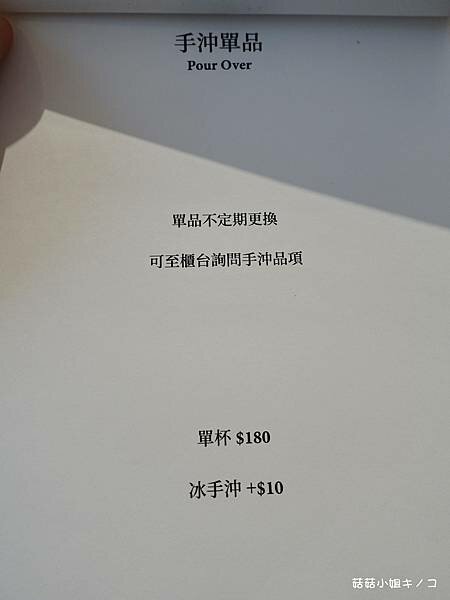 手沖單品
Pour Over
單品不定期更換
可至櫃台詢問手沖品項
單杯 $180
冰手沖 +$10
菇菇小姐キノコ